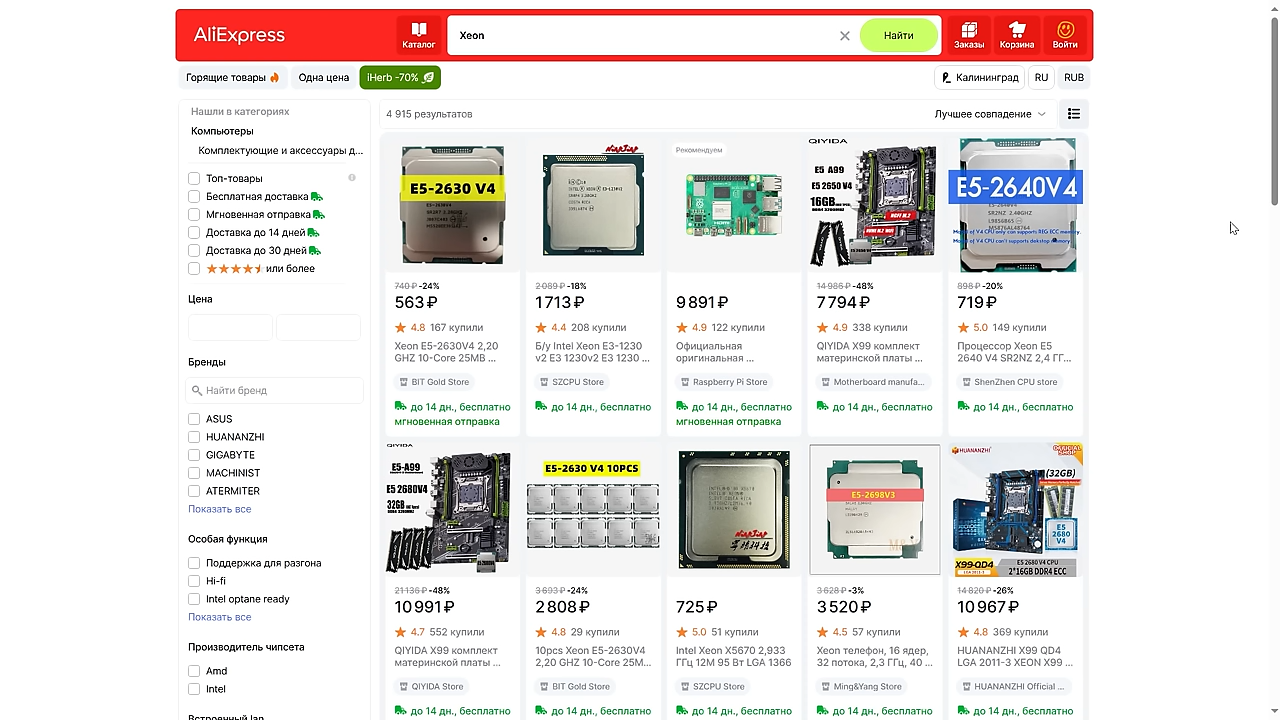 AliExpress
Каталог
Xeon
Найти
Заказы
Корзина
Войти
Горящие товары
Одна цена
iHerb -70%
Калининград
RU
RUB
Нашли в категориях
Компьютеры
Комплектующие и аксессуары д...
Топ-товары
Бесплатная доставка
Мгновенная отправка
Доставка до 14 дней
Доставка до 30 дней
или более
Цена
Бренды
Найти бренд
ASUS
HUANANZHI
GIGABYTE
MACHINIST
ATERMITER
Показать все
Особая функция
Поддержка для разгона
Hi-fi
Intel optane ready
Показать все
Производитель чипсета
Amd
Intel
Встроенный lan
4 915 результатов
Лучшее совпадение
E5-2630 V4
740 ₽ -24%
563 ₽
4.8 167 купили
Xeon E5-2630V4 2,20
GHZ 10-Core 25MB ...
BIT Gold Store
до 14 дн., бесплатно
мгновенная отправка
2 089 ₽ -18%
1 713 ₽
4.4 208 купили
Б/у Intel Xeon E3-1230
v2 E3 1230v2 E3 1230 ...
SZCPU Store
до 14 дн., бесплатно
Рекомендуем
9 891 ₽
4.9 122 купили
Официальная
оригинальная ...
Raspberry Pi Store
до 14 дн., бесплатно
мгновенная отправка
QIYIDA
E5 A99
E5 2650 V4
16GB
14 986 ₽ -48%
7 794 ₽
4.9 338 купили
QIYIDA X99 комплект
материнской платы ...
Motherboard manufa...
до 14 дн., бесплатно
E5-2640V4
SR2NZ 2.40GHZ
898 ₽ -20%
719 ₽
5.0 149 купили
Процессор Xeon E5
2640 V4 SR2NZ 2,4 ГГ...
ShenZhen CPU store
до 14 дн., бесплатно
QIYIDA
E5-A99
E5 2680V4
32GB
21 136 ₽ -48%
10 991 ₽
4.7 552 купили
QIYIDA X99 комплект
материнской платы ...
QIYIDA Store
до 14 дн., бесплатно
E5-2630 V4 10PCS
3 693 ₽ -24%
2 808 ₽
4.8 29 купили
10pcs Xeon E5-2630V4
2,20 GHZ 10-Core 25M...
BIT Gold Store
до 14 дн., бесплатно
725 ₽
5.0 51 купили
Intel Xeon X5670 2,933
ГГц 12M 95 Вт LGA 1366
SZCPU Store
до 14 дн., бесплатно
E5-2698V3
3 628 ₽ -3%
3 520 ₽
4.5 57 купили
Xeon телефон, 16 ядер,
32 потока, 2,3 ГГц, 40 ...
Ming&Yang Store
до 14 дн., бесплатно
HUANANZHI
(32GB)
E5
2680
V4
X99-QD4
E5 2680 V4 CPU
2*16GB DDR4 ECC
14 820 ₽ -26%
10 967 ₽
4.8 369 купили
HUANANZHI X99 QD4
LGA 2011-3 XEON X99 ...
HUANANZHI Official ...
до 14 дн., бесплатно